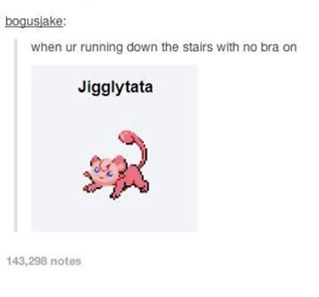 bogusjake:
when ur running down the stairs with no bra on
Jigglytata
143,298 notes